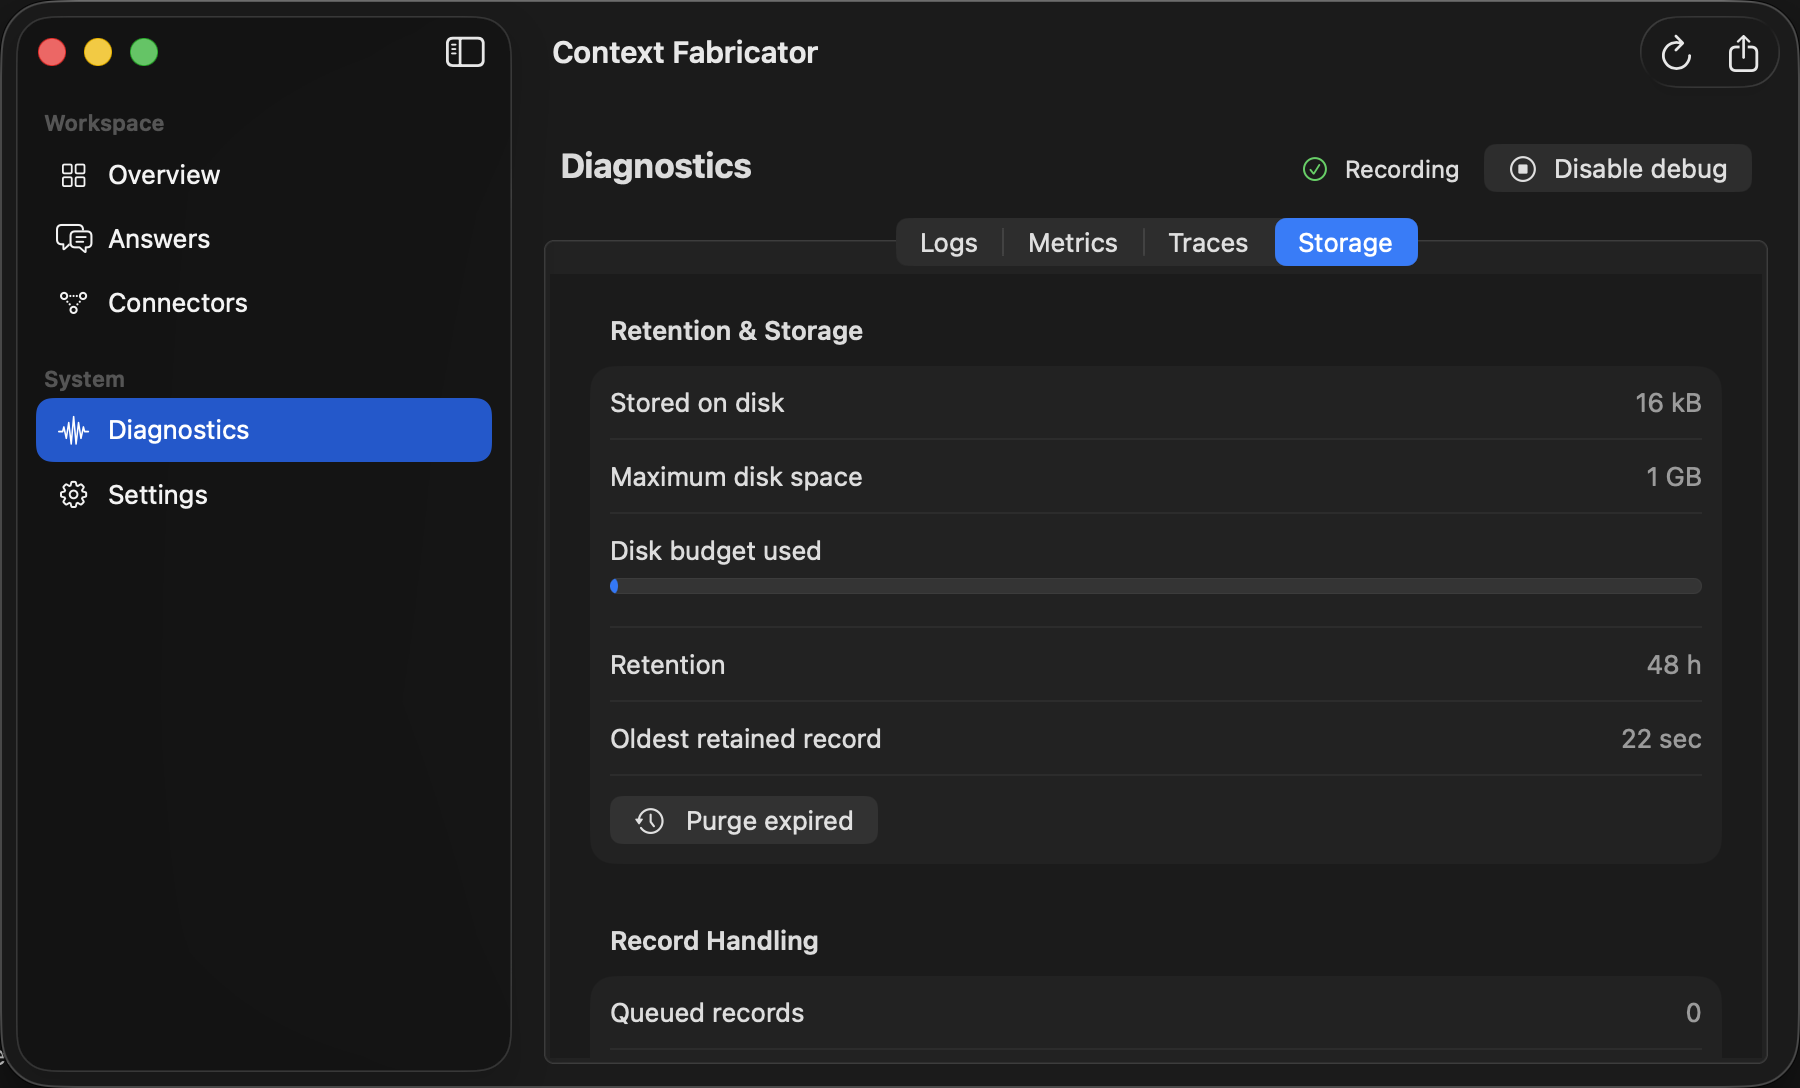 Context Fabricator
Workspace
Overview
Answers
Connectors
System
Diagnostics
Settings
Diagnostics
Recording
Disable debug
Logs
Metrics
Traces
Storage
Retention & Storage
Stored on disk 16 kB
Maximum disk space 1 GB
Disk budget used
Retention 48 h
Oldest retained record 22 sec
Purge expired
Record Handling
Queued records 0